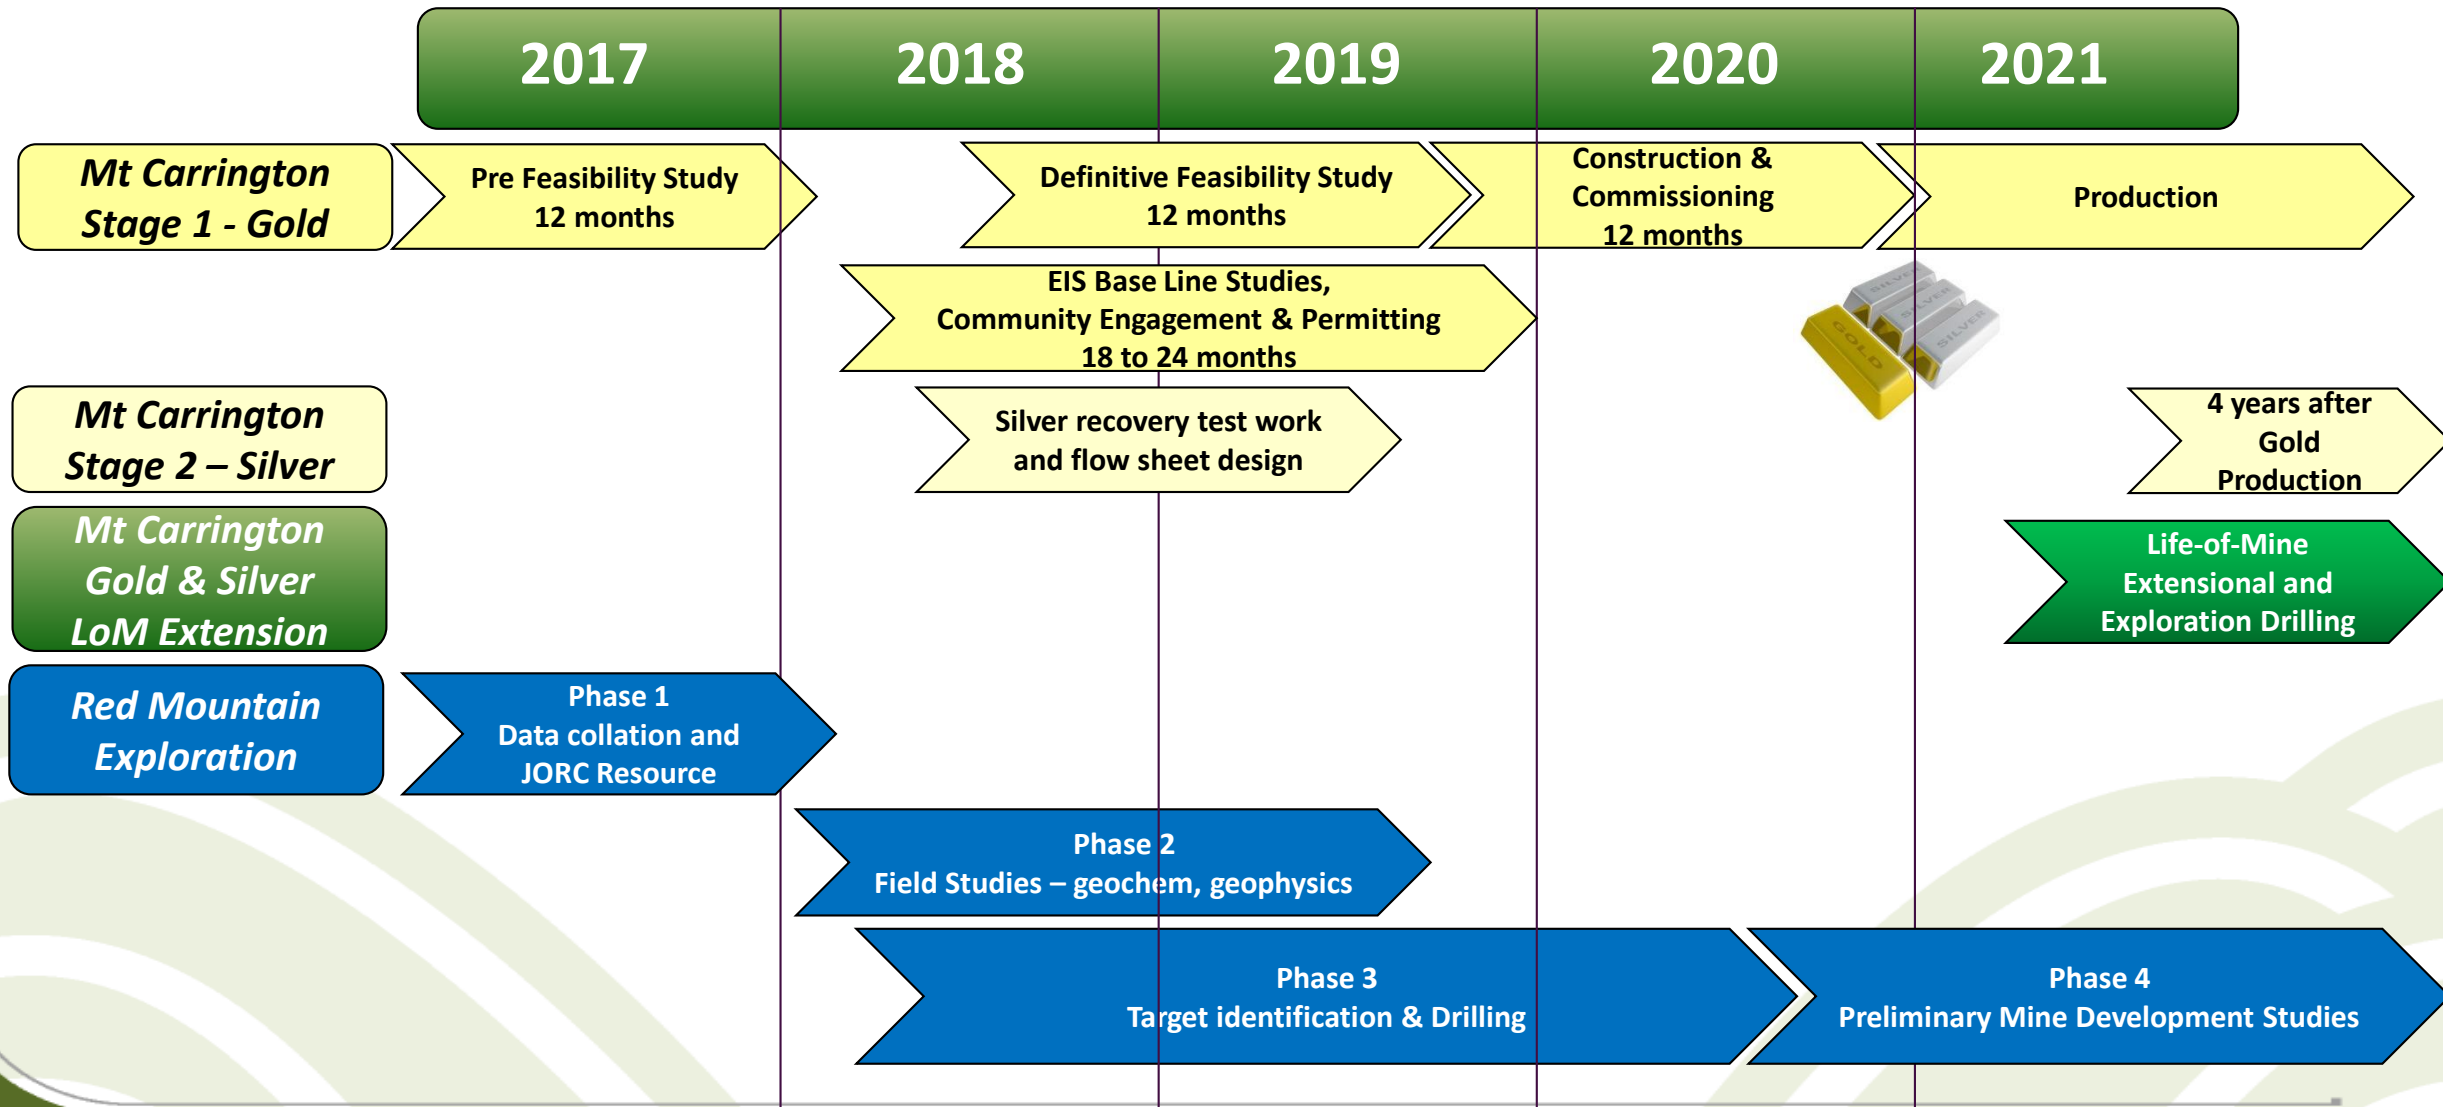 2017
2018
2019
2020
2021
Mt Carrington
Stage 1 - Gold
Pre Feasibility Study
12 months
Definitive Feasibility Study
12 months
Construction &
Commissioning
12 months
Production
EIS Base Line Studies,
Community Engagement & Permitting
18 to 24 months
SILVER
SILVER
SILVER
GOLD
Mt Carrington
Stage 2 – Silver
Silver recovery test work
and flow sheet design
4 years after
Gold
Production
Mt Carrington
Gold & Silver
LoM Extension
Life-of-Mine
Extensional and
Exploration Drilling
Red Mountain
Exploration
Phase 1
Data collation and
JORC Resource
Phase 2
Field Studies – geochem, geophysics
Phase 3
Target identification & Drilling
Phase 4
Preliminary Mine Development Studies